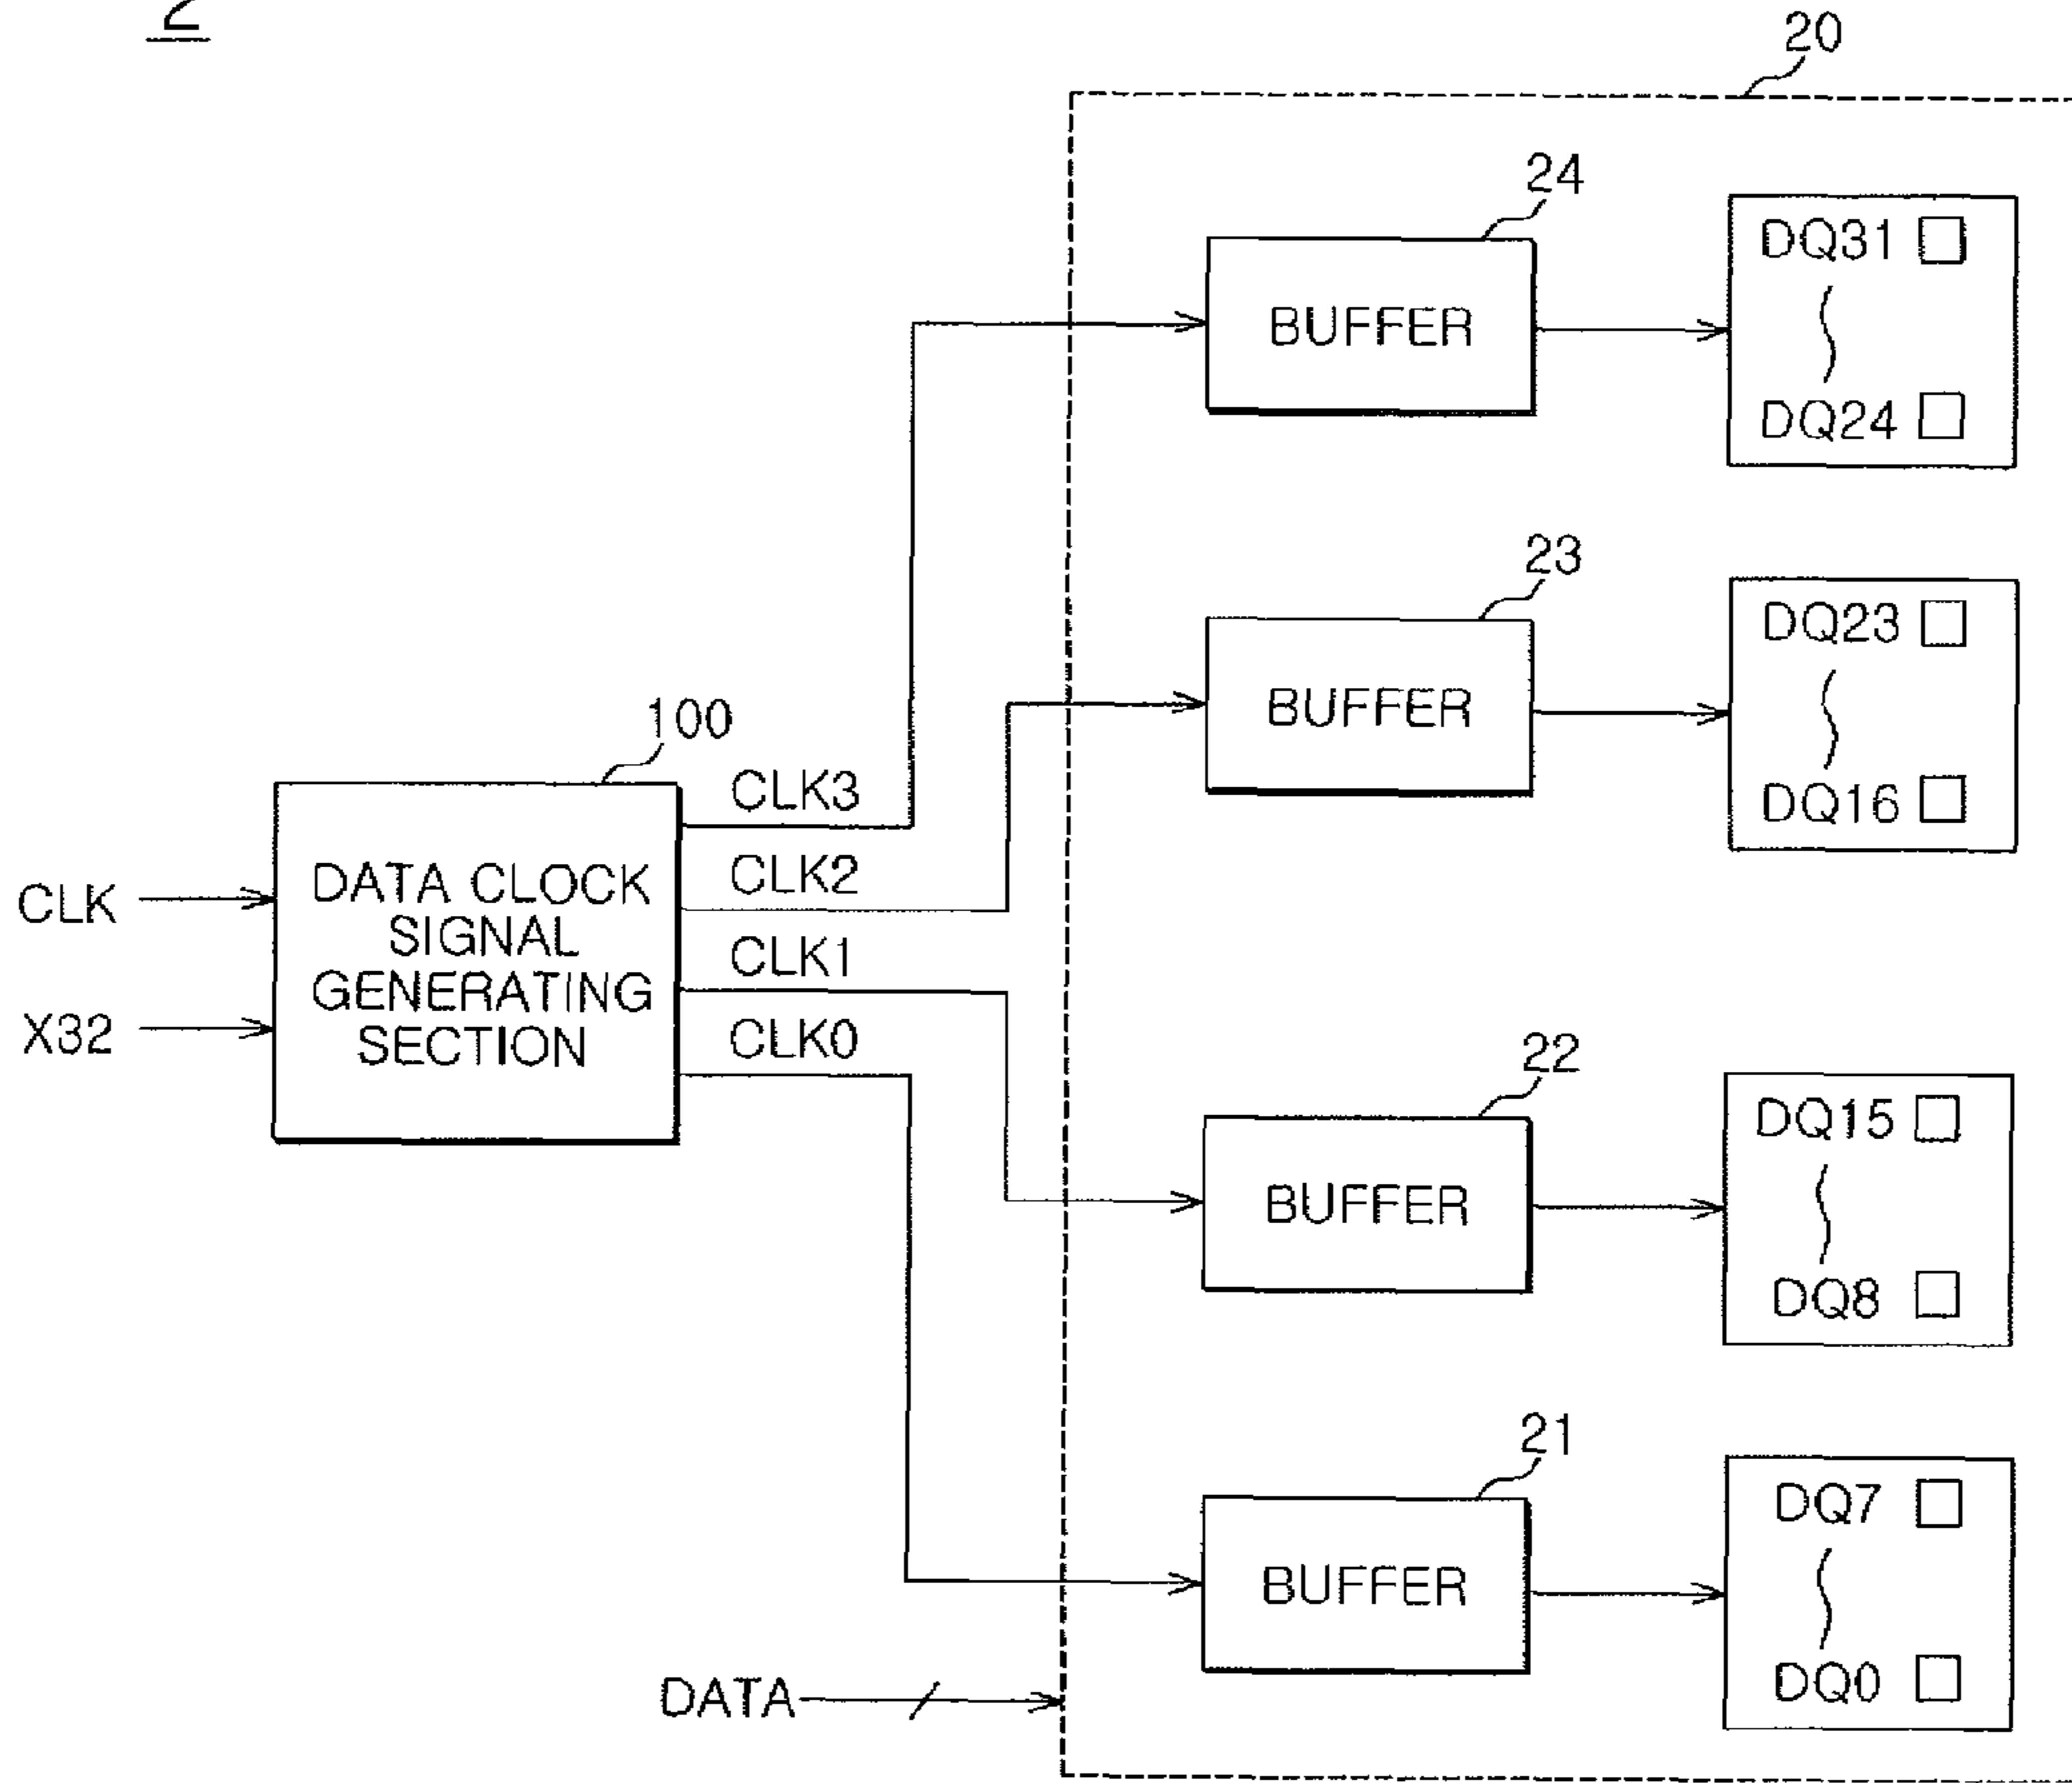 2
20
24
DQ31
BUFFER
DQ24
23
DQ23
BUFFER
DQ16
100
CLK3
CLK2
CLK1
CLK0
CLK
X32
DATA CLOCK
SIGNAL
GENERATING
SECTION
22
DQ15
BUFFER
DQ8
21
DQ7
BUFFER
DQ0
DATA